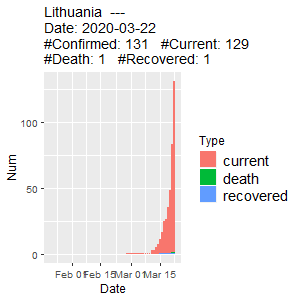 Lithuania ---
Date: 2020-03-22
#Confirmed: 131 #Current: 129
#Death: 1 #Recovered: 1
Type
current
death
recovered
Num
100
50
0
Feb 01 Feb 15 Mar 01 Mar 15
Date